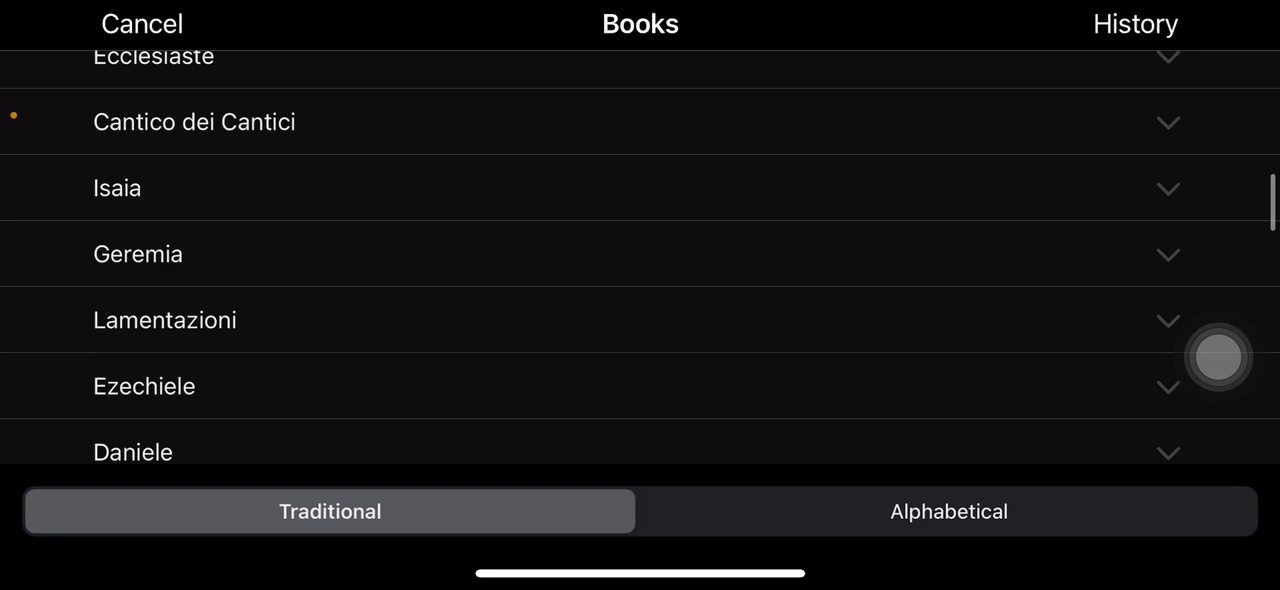 Cancel
Books
History
Ecclesiaste
Cantico dei Cantici
Isaia
Geremia
Lamentazioni
Ezechiele
Daniele
Traditional
Alphabetical